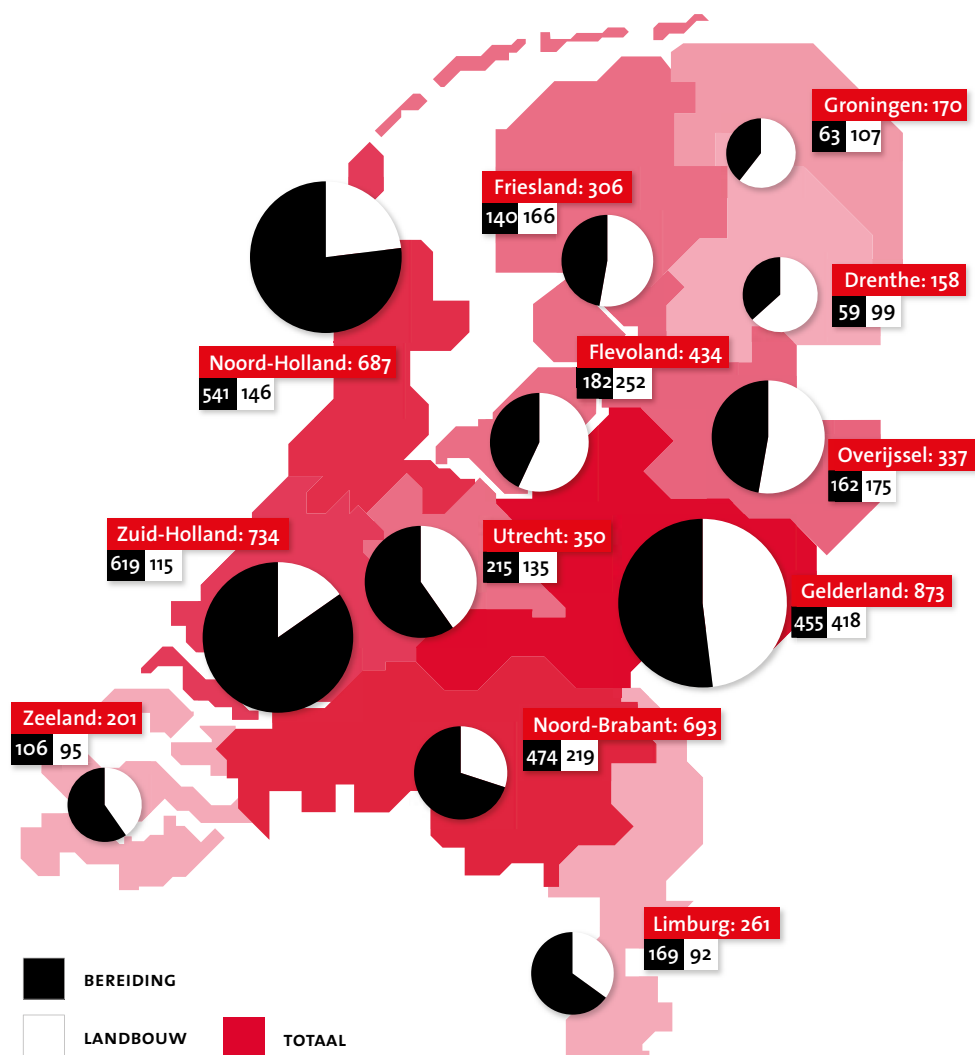 Groningen: 170
63 107
Friesland: 306
140 166
Drenthe: 158
59 99
Noord-Holland: 687
541 146
Flevoland: 434
182 252
Overijssel: 337
162 175
Zuid-Holland: 734
619 115
Utrecht: 350
215 135
Gelderland: 873
455 418
Zeeland: 201
106 95
Noord-Brabant: 693
474 219
Limburg: 261
169 92
BEREIDING
LANDBOUW
TOTAAL